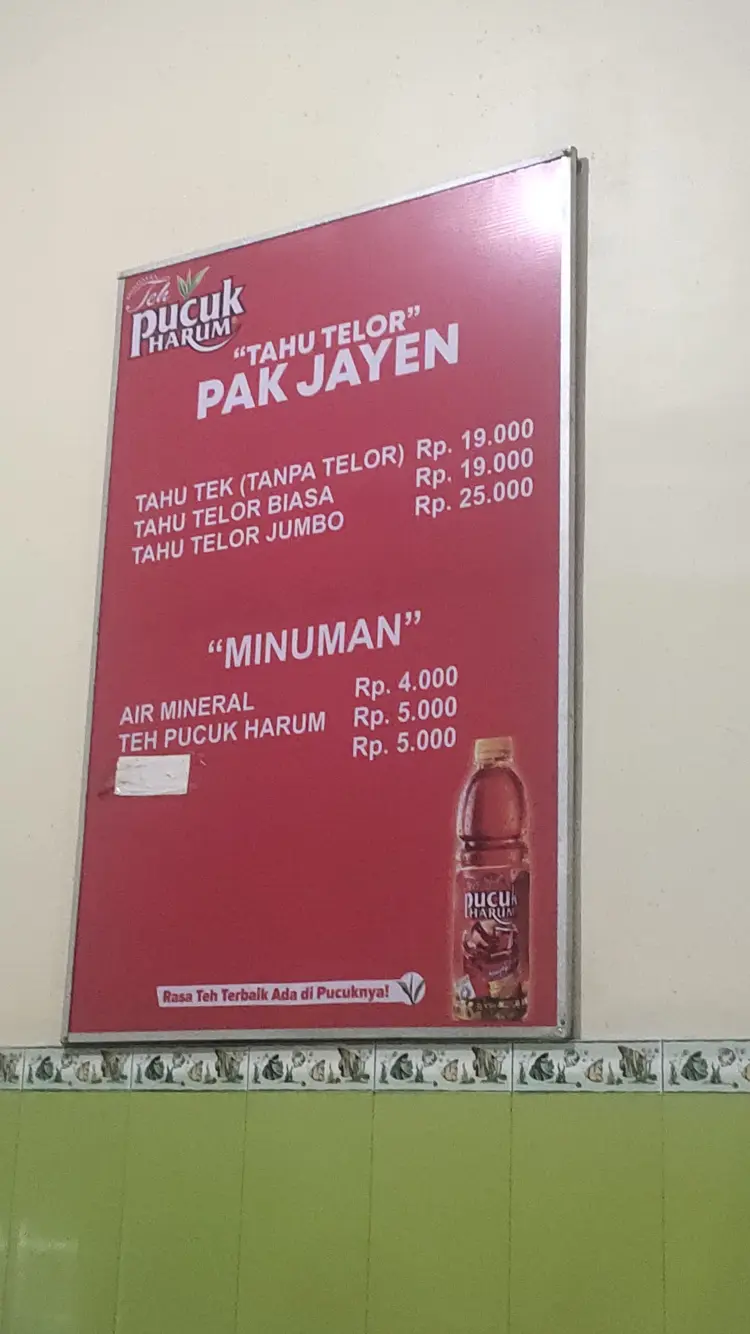 Teh
pucuk
HARUM
“TAHU TELOR”
PAK JAYEN
TAHU TEK (TANPA TELOR) Rp. 19.000
TAHU TELOR BIASA Rp. 19.000
TAHU TELOR JUMBO Rp. 25.000
“MINUMAN”
AIR MINERAL Rp. 4.000
TEH PUCUK HARUM Rp. 5.000
Rp. 5.000
pucuk
HARUM
Rasa Teh Terbaik Ada di Pucuknya!